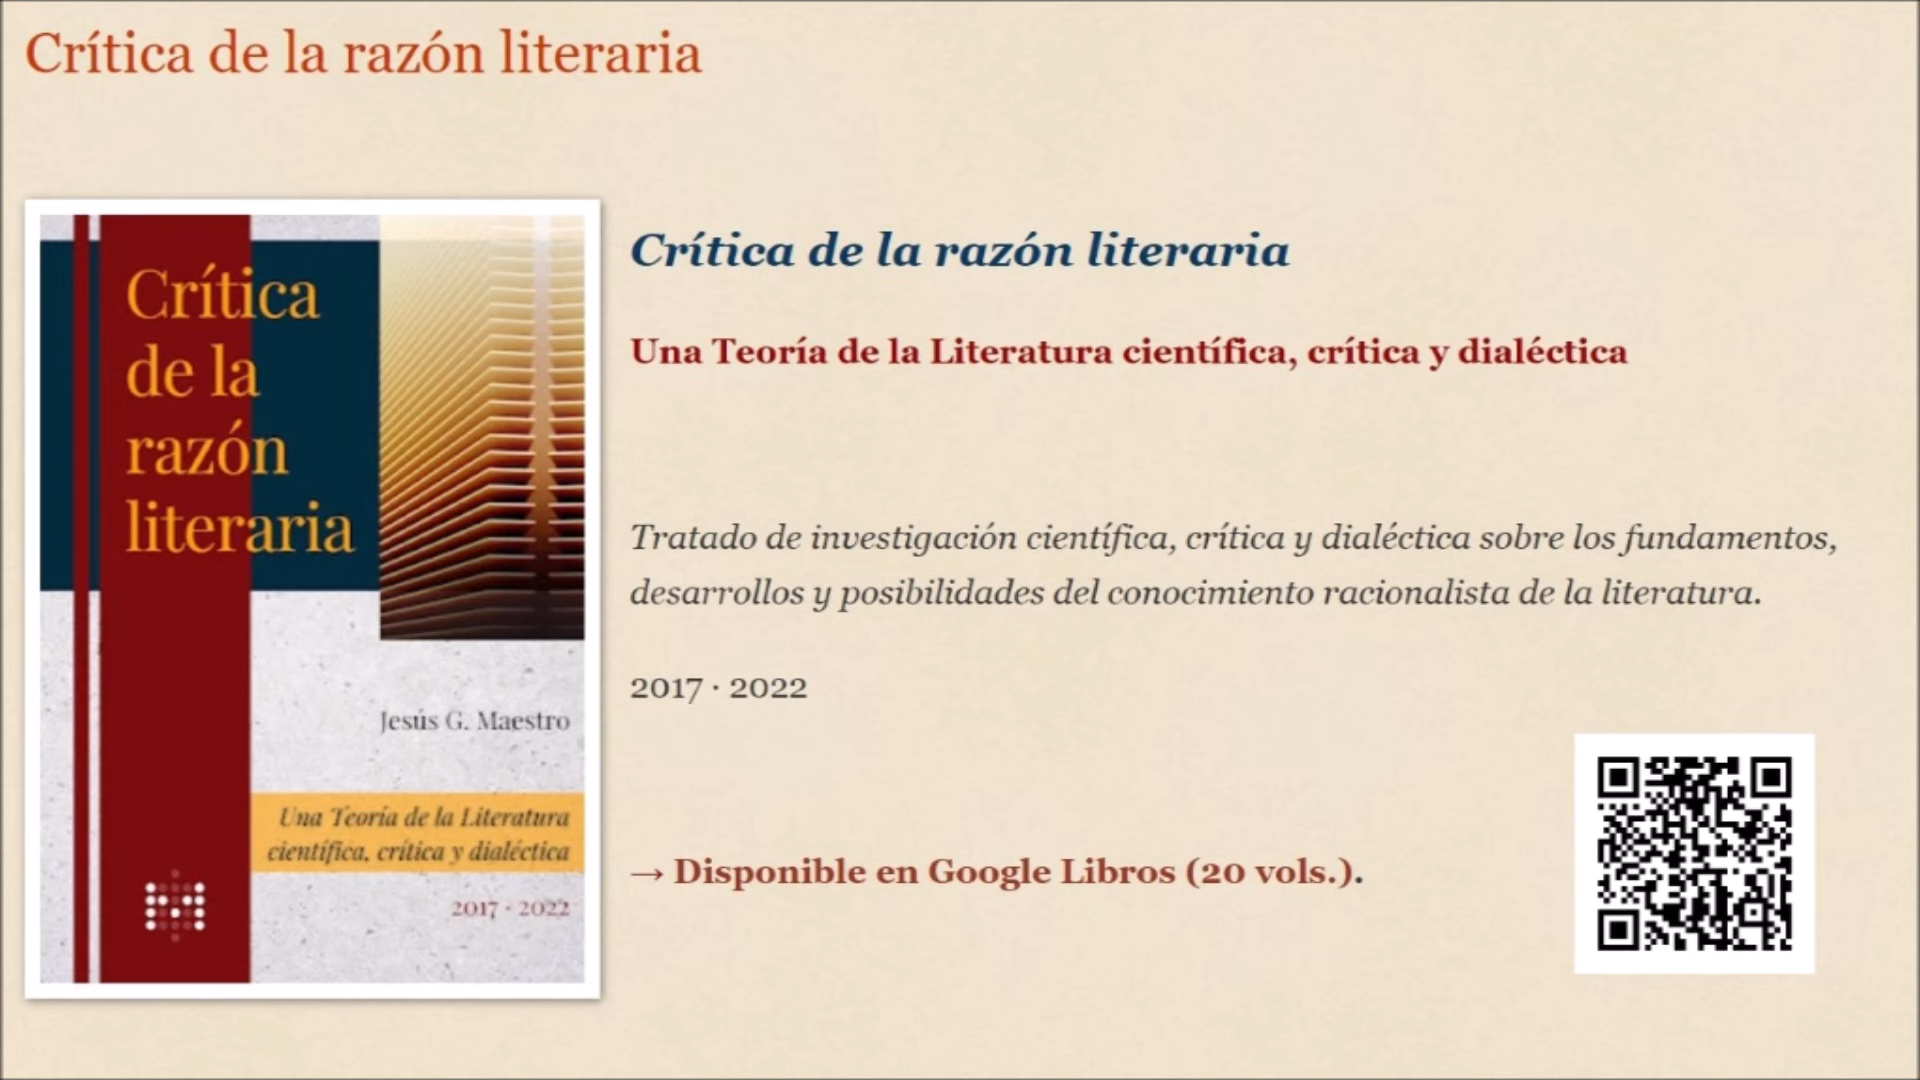 Crítica de la razón literaria
Crítica
de la
razón
literaria
Jesús G. Maestro
Una Teoría de la Literatura
científica, crítica y dialéctica
2017 · 2022
Crítica de la razón literaria
Una Teoría de la Literatura científica, crítica y dialéctica
Tratado de investigación científica, crítica y dialéctica sobre los fundamentos,
desarrollos y posibilidades del conocimiento racionalista de la literatura.
2017 · 2022
→ Disponible en Google Libros (20 vols.).